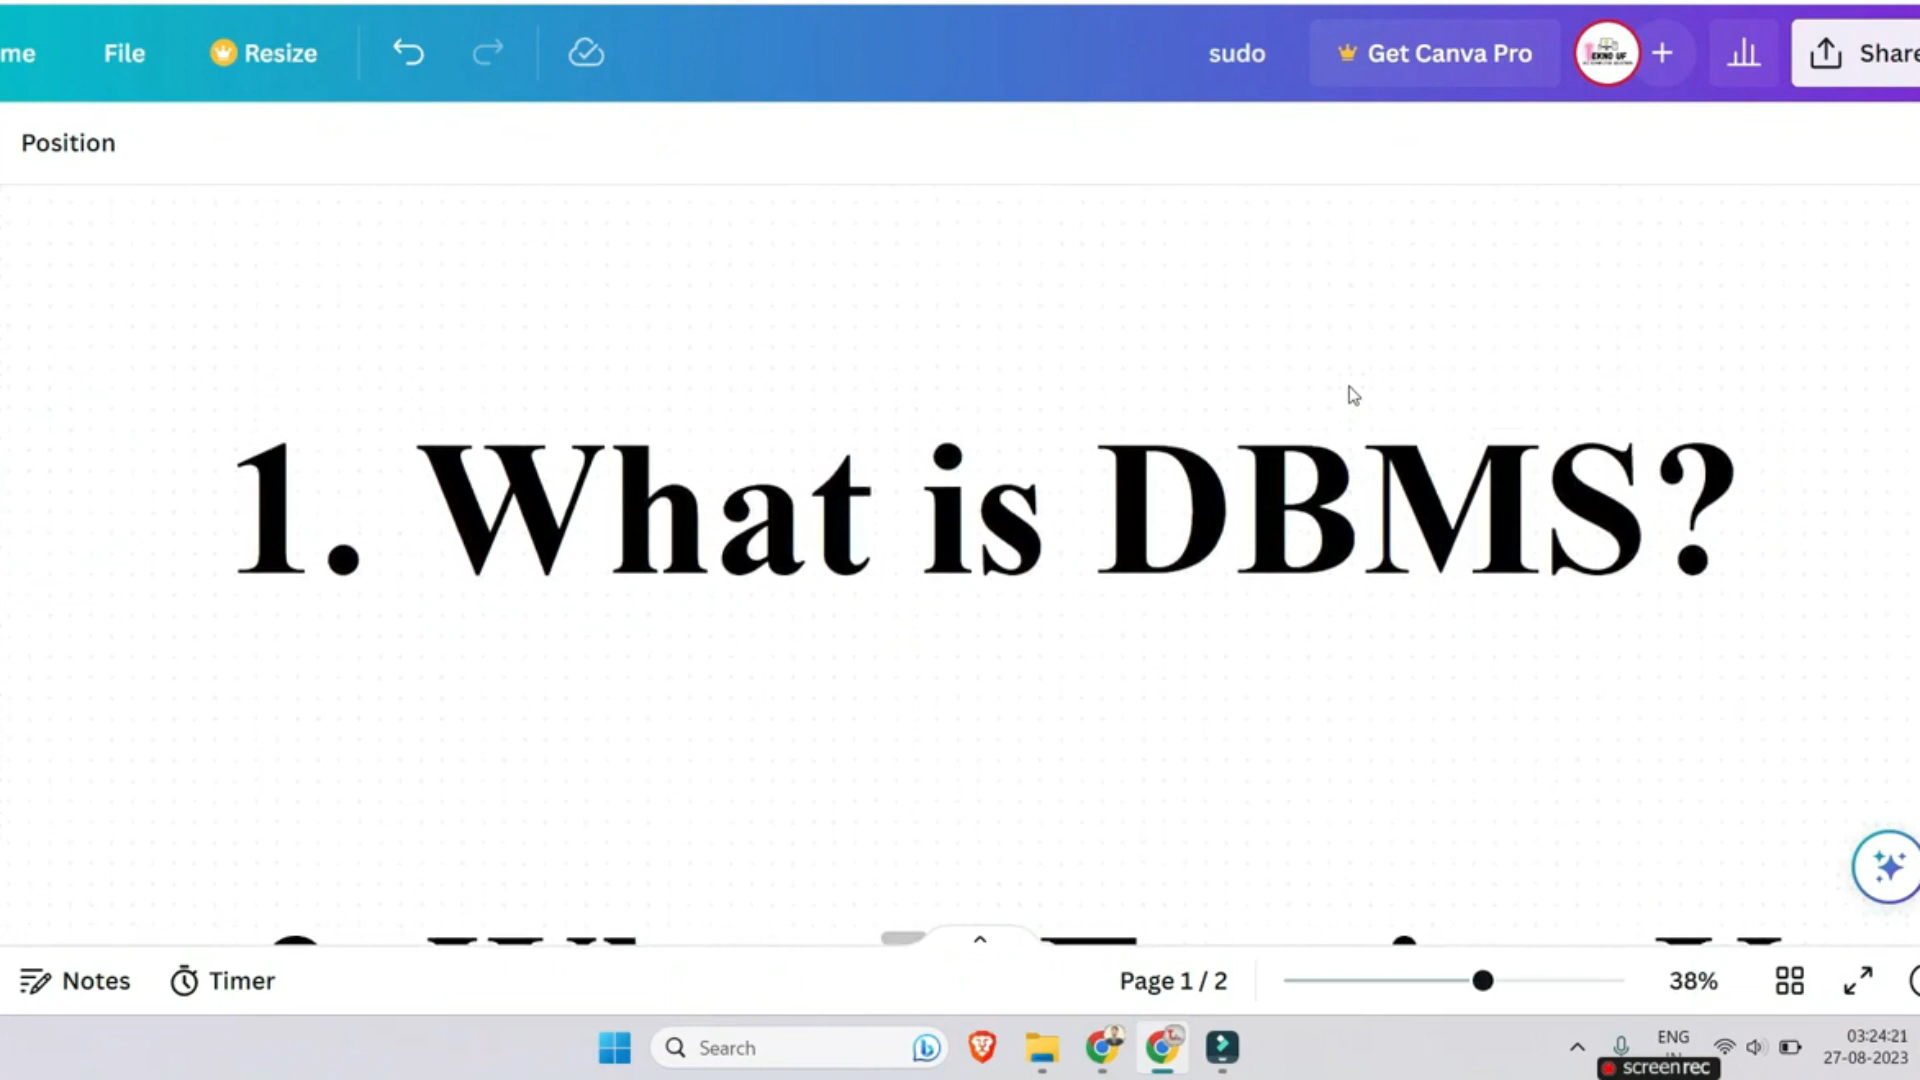 me File Resize sudo Get Canva Pro Share
Position
1. What is DBMS?
Notes Timer Page 1 / 2 38%
Search ENG 03:24:21
27-08-2023
screenrec